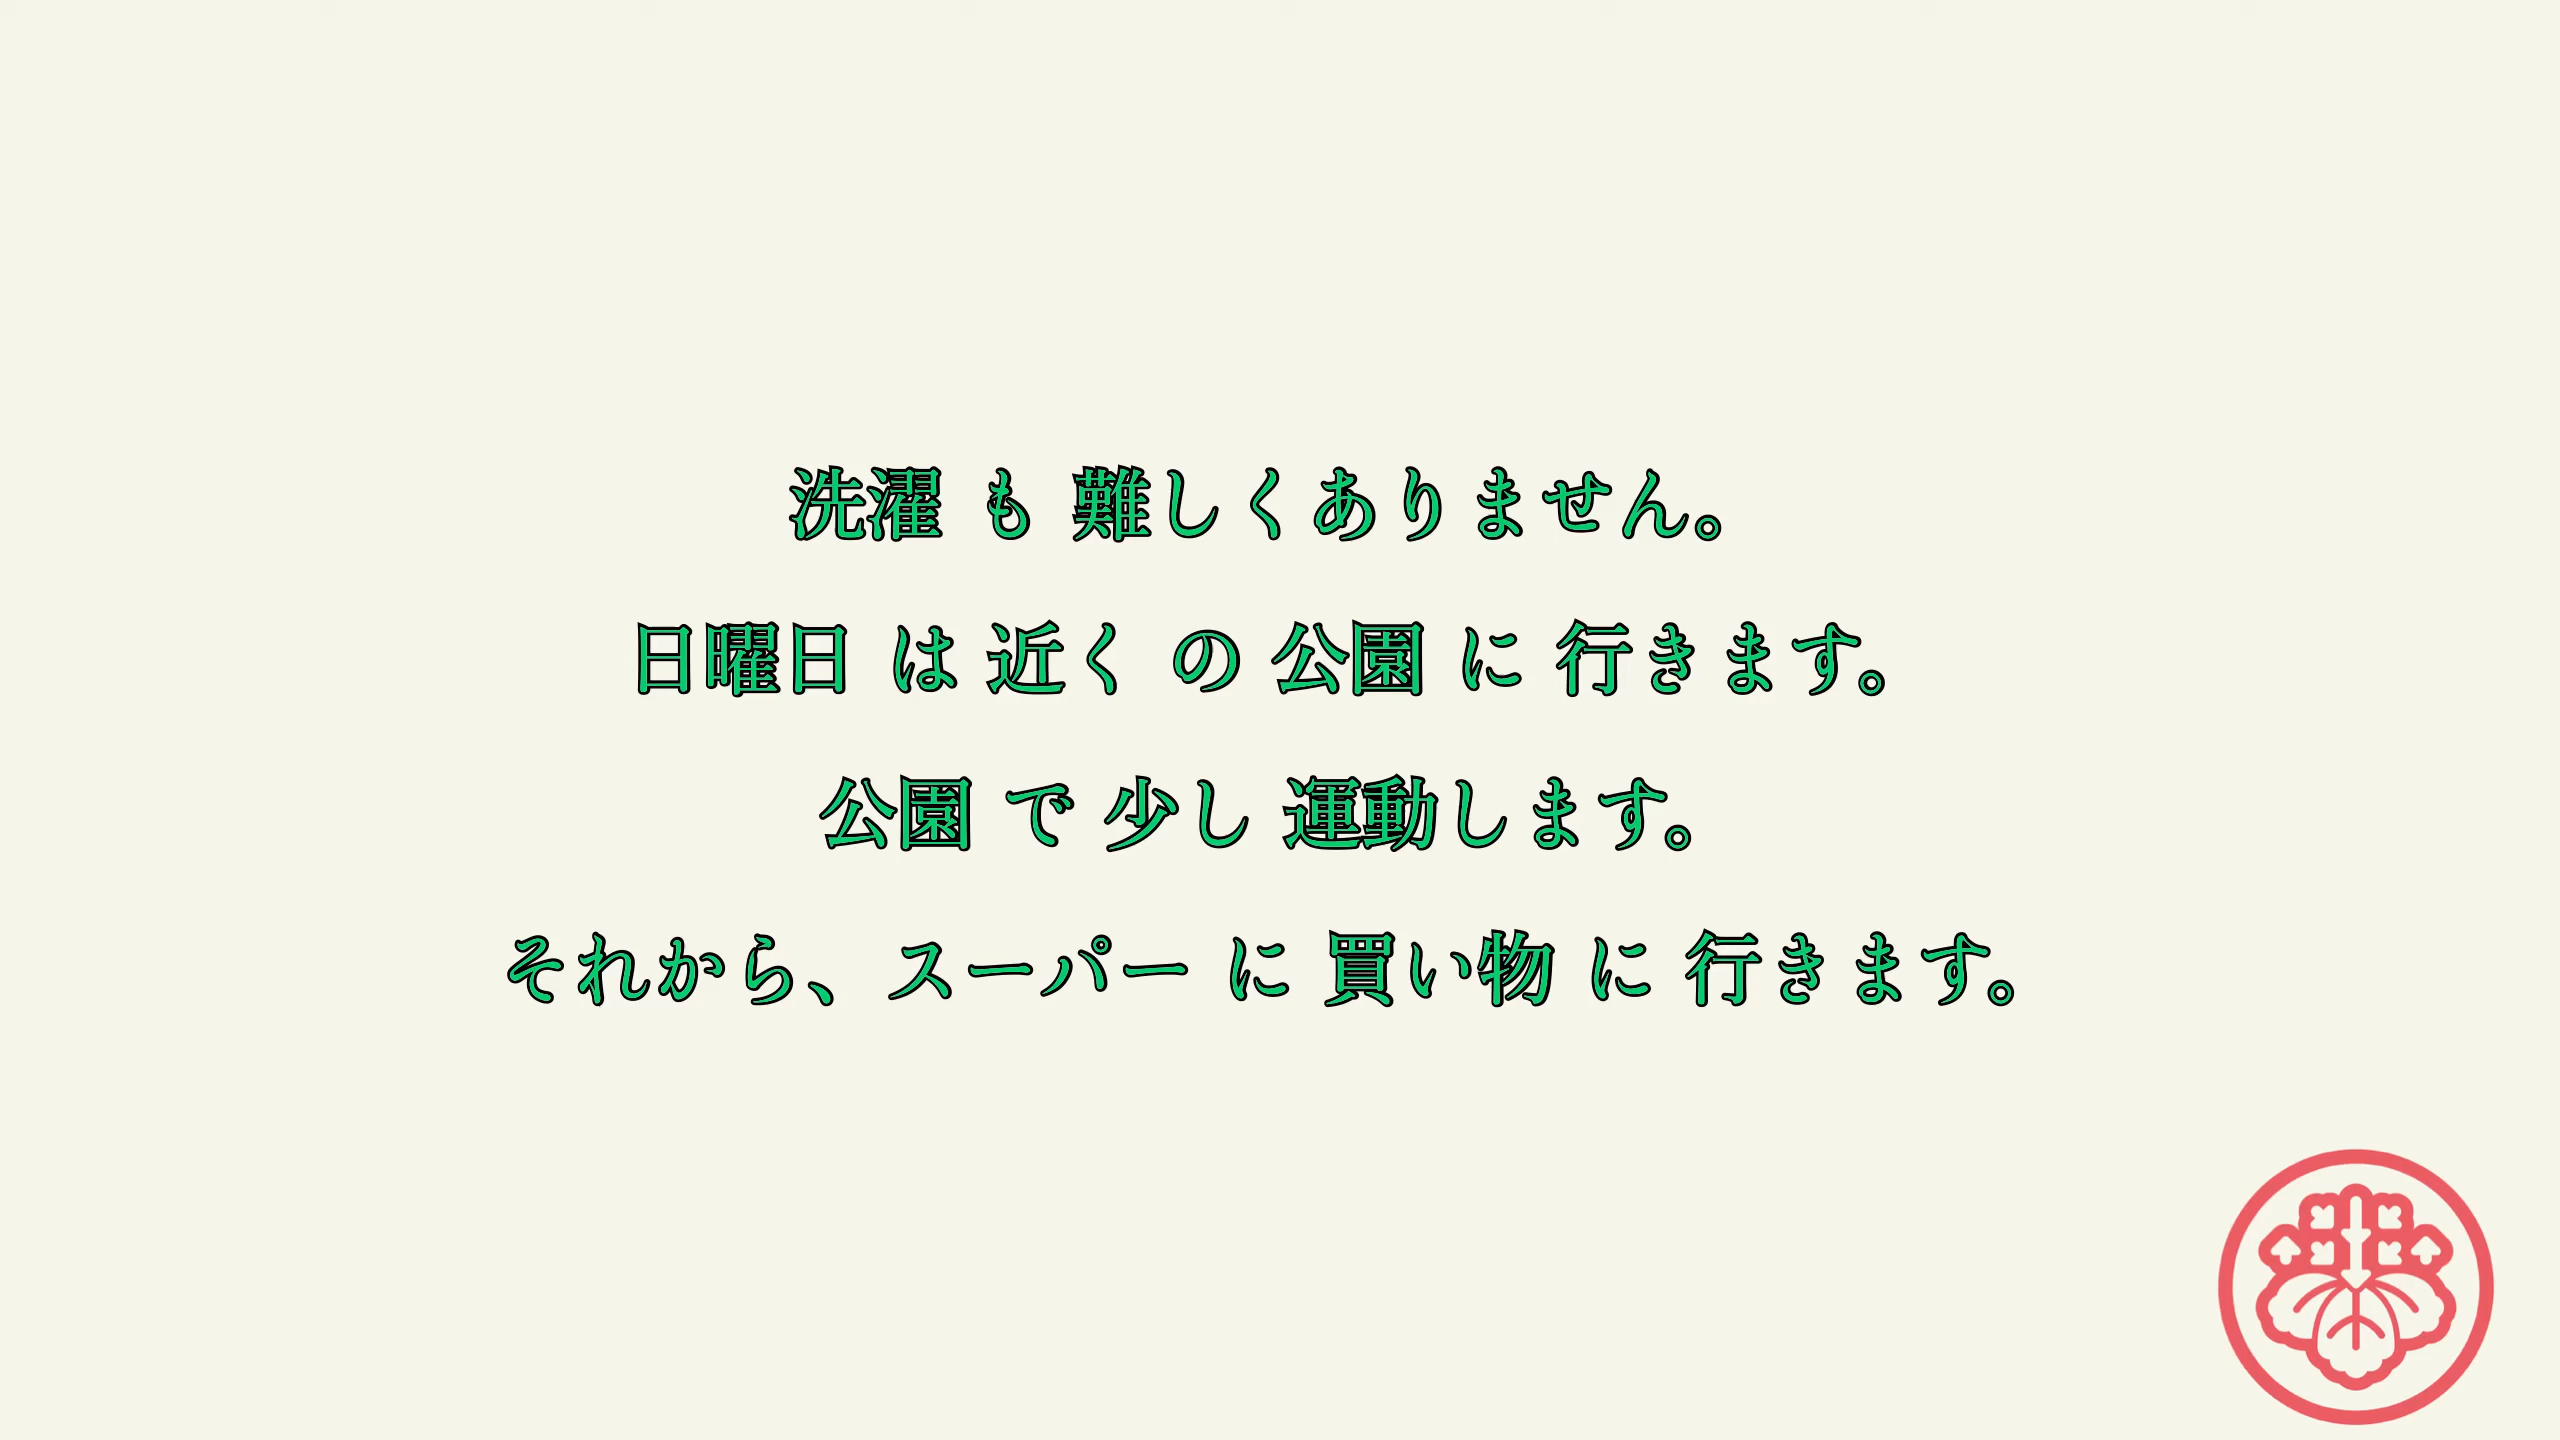 洗濯 も 難しくありません。
日曜日 は 近く の 公園 に 行きます。
公園 で 少し 運動します。
それから、スーパー に 買い物 に 行きます。